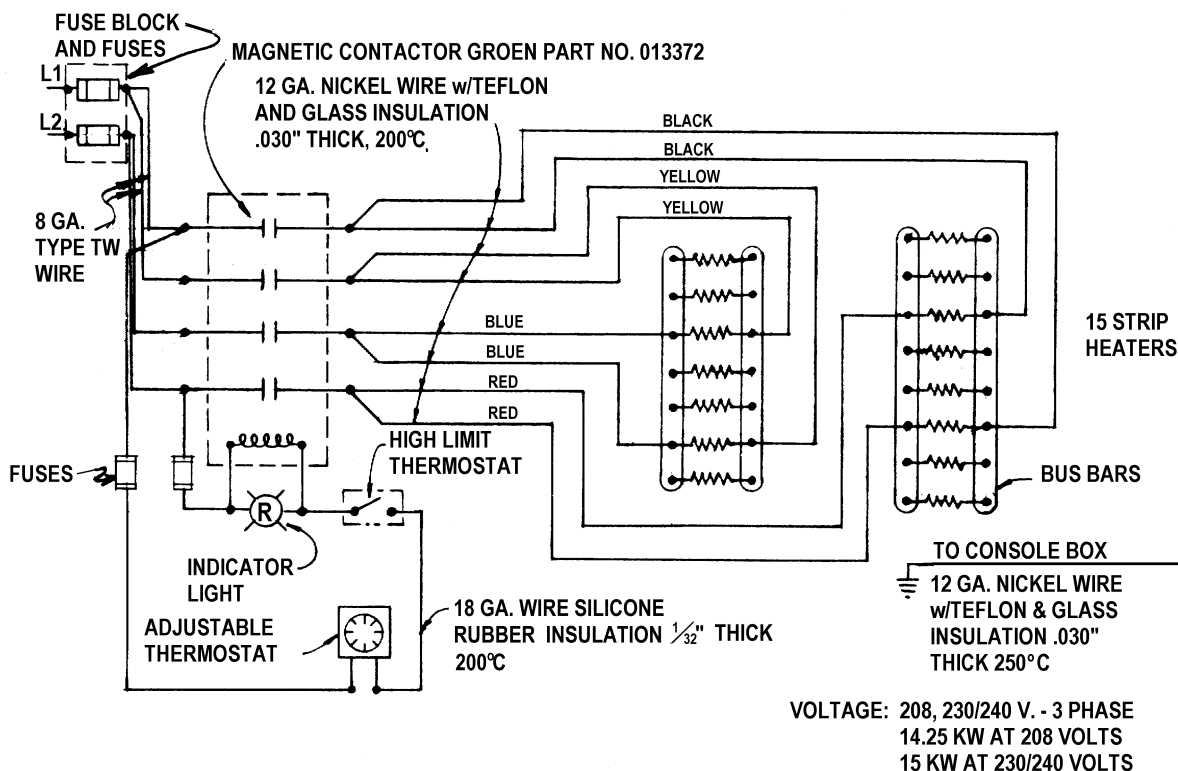 FUSE BLOCK
AND FUSES
L1
L2
MAGNETIC CONTACTOR GROEN PART NO. 013372
12 GA. NICKEL WIRE w/TEFLON
AND GLASS INSULATION
.030" THICK, 200°C
BLACK
BLACK
YELLOW
YELLOW
8 GA.
TYPE TW
WIRE
BLUE
BLUE
RED
RED
15 STRIP
HEATERS
HIGH LIMIT
THERMOSTAT
FUSES
BUS BARS
R
INDICATOR
LIGHT
TO CONSOLE BOX
12 GA. NICKEL WIRE
w/TEFLON & GLASS
INSULATION .030"
THICK 250°C
ADJUSTABLE
THERMOSTAT
18 GA. WIRE SILICONE
RUBBER INSULATION 1/32" THICK
200°C
VOLTAGE: 208, 230/240 V. - 3 PHASE
14.25 KW AT 208 VOLTS
15 KW AT 230/240 VOLTS